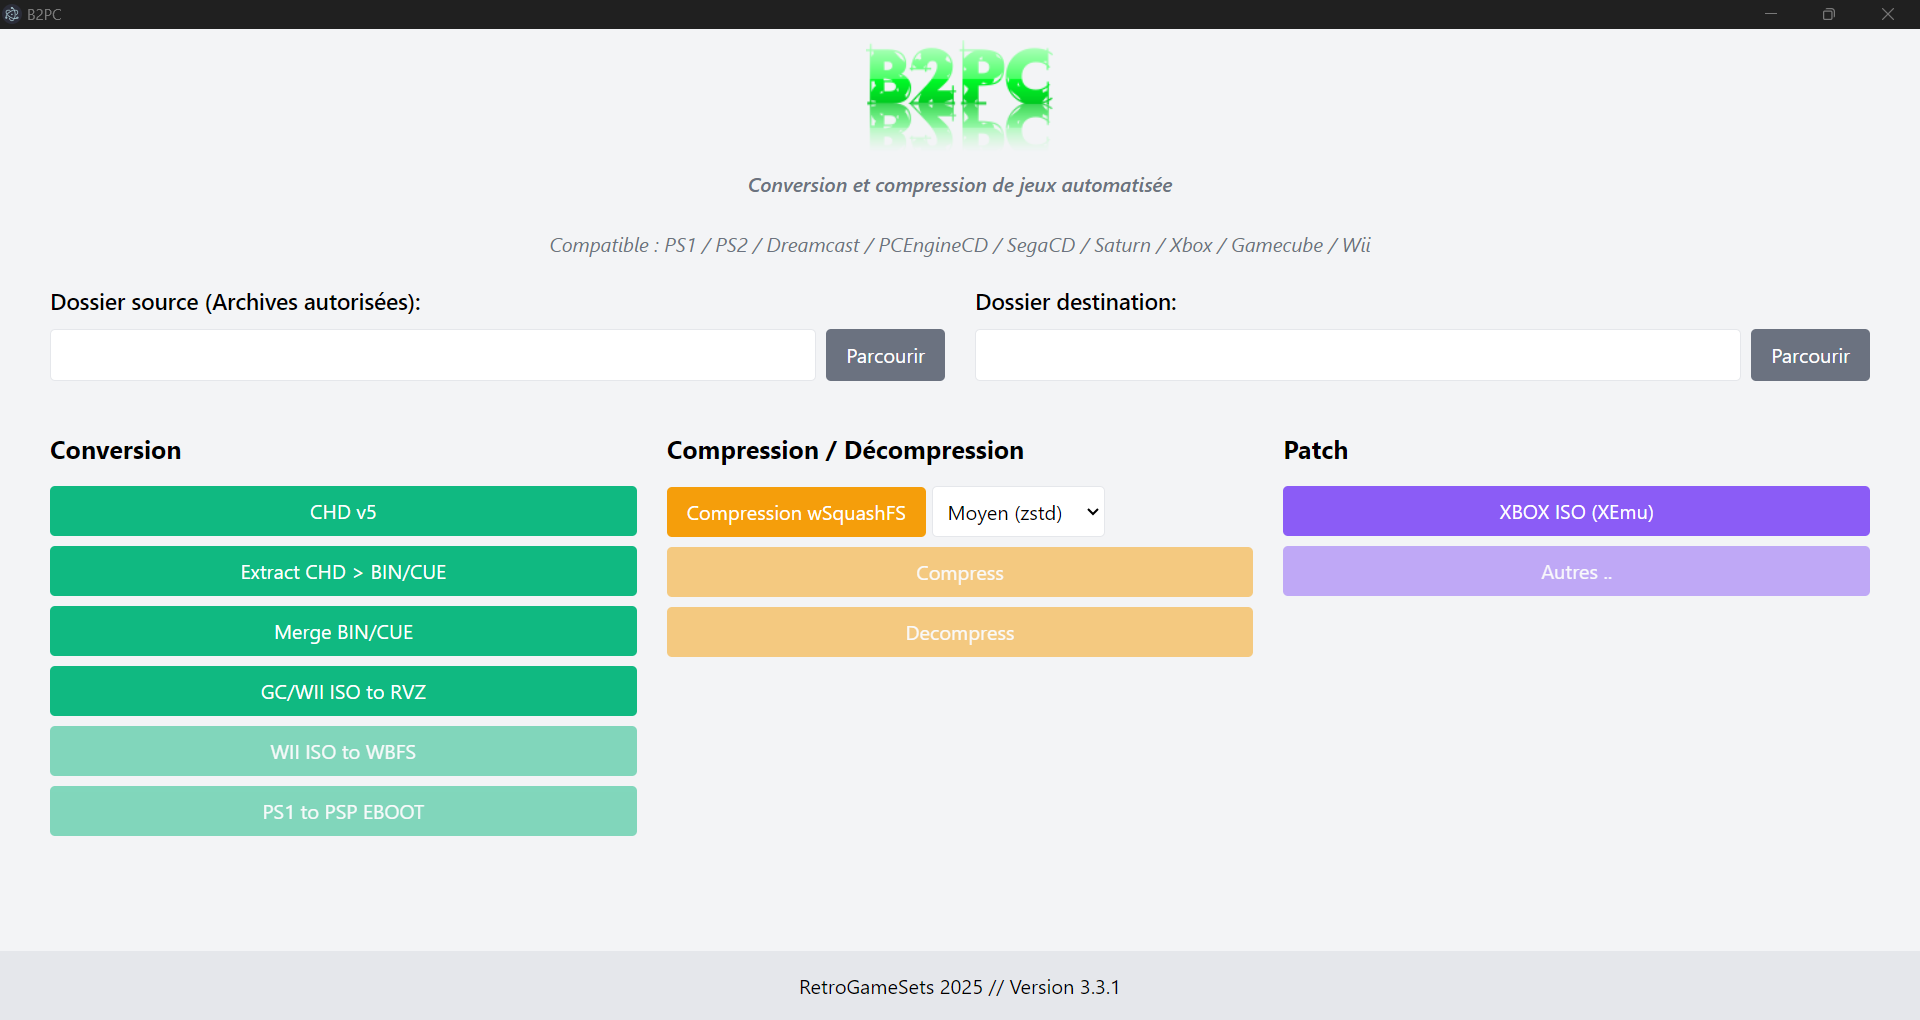 B2PC
B2PC
Conversion et compression de jeux automatisée
Compatible : PS1 / PS2 / Dreamcast / PCEngineCD / SegaCD / Saturn / Xbox / Gamecube / Wii
Dossier source (Archives autorisées):
Parcourir
Dossier destination:
Parcourir
Conversion
CHD v5
Extract CHD > BIN/CUE
Merge BIN/CUE
GC/WII ISO to RVZ
WII ISO to WBFS
PS1 to PSP EBOOT
Compression / Décompression
Compression wSquashFS
Moyen (zstd)
Compress
Decompress
Patch
XBOX ISO (XEmu)
Autres ..
RetroGameSets 2025 // Version 3.3.1